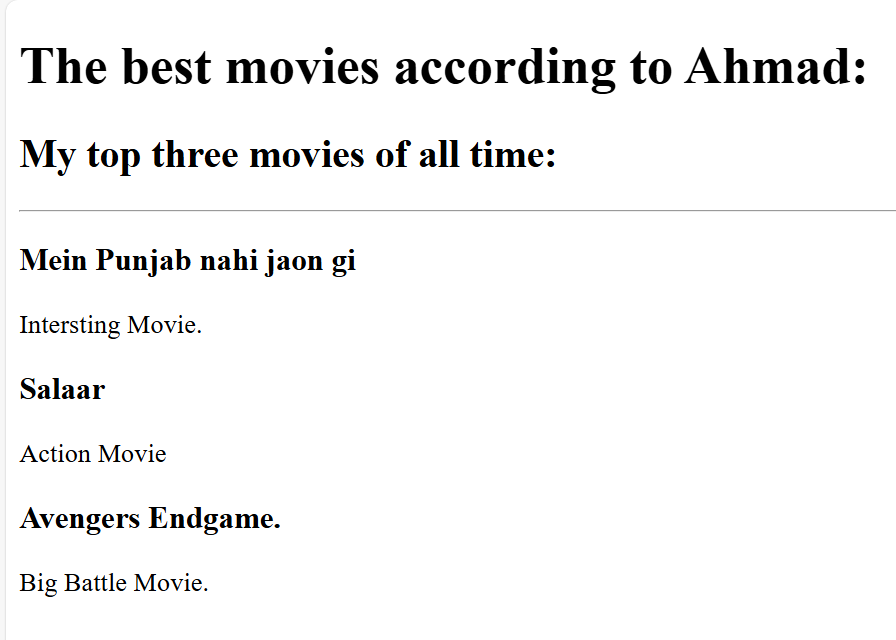 The best movies according to Ahmad:
My top three movies of all time:
Mein Punjab nahi jaon gi
Intersting Movie.
Salaar
Action Movie
Avengers Endgame.
Big Battle Movie.